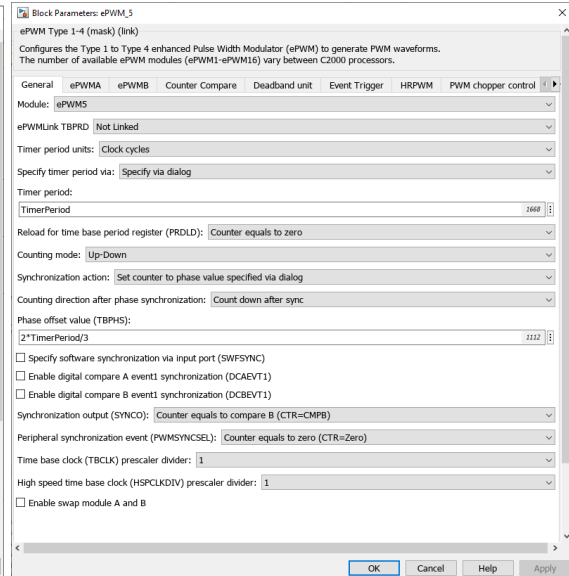 Block Parameters: ePWM_5
ePWM Type 1-4 (mask) (link)
Configures the Type 1 to Type 4 enhanced Pulse Width Modulator (ePWM) to generate PWM waveforms.
The number of available ePWM modules (ePWM1-ePWM16) vary between C2000 processors.
General ePWMA ePWMB Counter Compare Deadband unit Event Trigger HRPWM PWM chopper control
Module: ePWM5
ePWMLink TBPRD Not Linked
Timer period units: Clock cycles
Specify timer period via: Specify via dialog
Timer period:
TimerPeriod 1668
Reload for time base period register (PRDLD): Counter equals to zero
Counting mode: Up-Down
Synchronization action: Set counter to phase value specified via dialog
Counting direction after phase synchronization: Count down after sync
Phase offset value (TBPHS):
2*TimerPeriod/3 1112
Specify software synchronization via input port (SWFSYNC)
Enable digital compare A event1 synchronization (DCAEVT1)
Enable digital compare B event1 synchronization (DCBEVT1)
Synchronization output (SYNCO): Counter equals to compare B (CTR=CMPB)
Peripheral synchronization event (PWMSYNCSEL): Counter equals to zero (CTR=Zero)
Time base clock (TBCLK) prescaler divider: 1
High speed time base clock (HSPCLKDIV) prescaler divider: 1
Enable swap module A and B
OK Cancel Help Apply